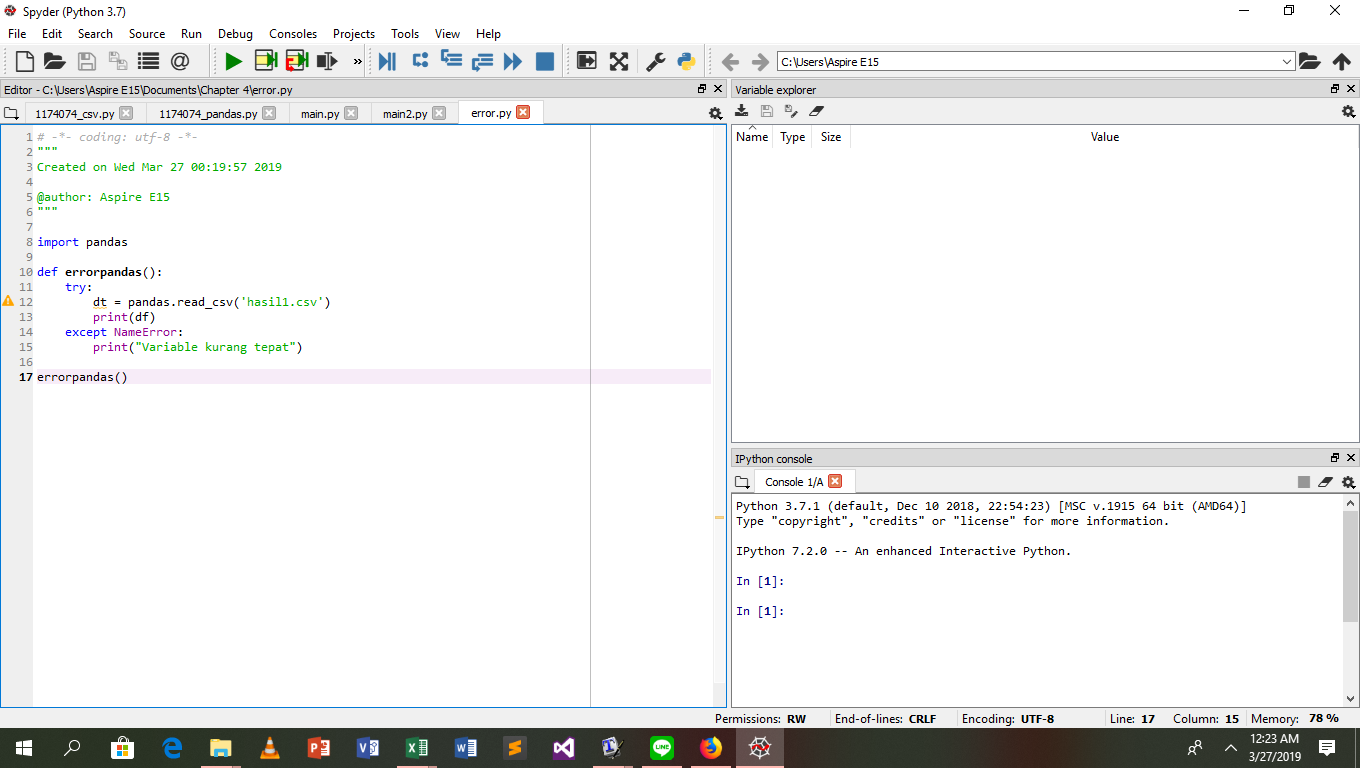 Spyder (Python 3.7)
File Edit Search Source Run Debug Consoles Projects Tools View Help
C:\Users\Aspire E15
Editor - C:\Users\Aspire E15\Documents\Chapter 4\error.py
1174074_csv.py 1174074_pandas.py main.py main2.py error.py
1 # -*- coding: utf-8 -*-
2 """
3 Created on Wed Mar 27 00:19:57 2019
4
5 @author: Aspire E15
6 """
7
8 import pandas
9
10 def errorpandas():
11     try:
12         dt = pandas.read_csv('hasil1.csv')
13         print(df)
14     except NameError:
15         print("Variable kurang tepat")
16
17 errorpandas()
Variable explorer
Name Type Size Value
IPython console
Console 1/A
Python 3.7.1 (default, Dec 10 2018, 22:54:23) [MSC v.1915 64 bit (AMD64)]
Type "copyright", "credits" or "license" for more information.
IPython 7.2.0 -- An enhanced Interactive Python.
In [1]:
In [1]:
Permissions: RW End-of-lines: CRLF Encoding: UTF-8 Line: 17 Column: 15 Memory: 78 %
LINE
12:23 AM
3/27/2019